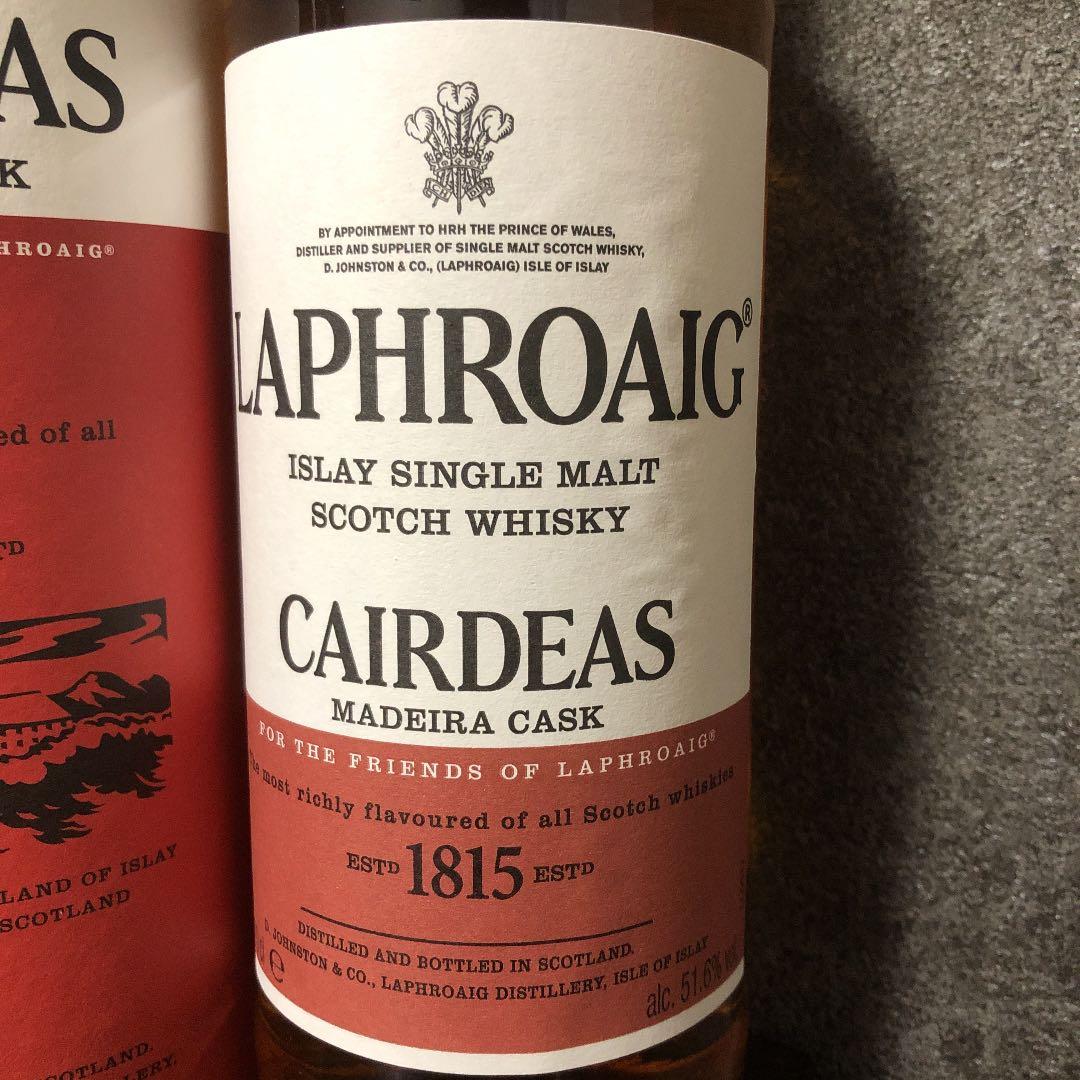 AS
K
HROAIG®
ed of all
TD
LAND OF ISLAY
SCOTLAND
SCOTLAND.
LERY,
BY APPOINTMENT TO HRH THE PRINCE OF WALES,
DISTILLER AND SUPPLIER OF SINGLE MALT SCOTCH WHISKY,
D. JOHNSTON & CO., (LAPHROAIG) ISLE OF ISLAY
LAPHROAIG®
ISLAY SINGLE MALT
SCOTCH WHISKY
CAIRDEAS
MADEIRA CASK
FOR THE FRIENDS OF LAPHROAIG®
most richly flavoured of all Scotch whiskies
ESTD 1815 ESTD
DISTILLED AND BOTTLED IN SCOTLAND.
D. JOHNSTON & CO., LAPHROAIG DISTILLERY, ISLE OF ISLAY
e
alc. 51.6%